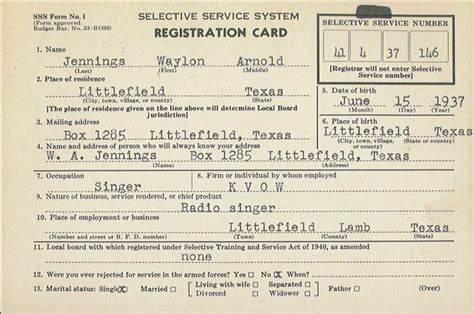 SSS Form No. 1
(Form approved.
Budget Bur. No. 33-RO99)
SELECTIVE SERVICE SYSTEM
REGISTRATION CARD
SELECTIVE SERVICE NUMBER
41 4 37 146
[Registrar will not enter Selective
Service number]
1. Name
Jennings Waylon Arnold
(Last) (First) (Middle)
2. Place of residence
Littlefield Texas
(City, town, village, or county) (State)
[The place of residence given on the line above will determine Local Board
jurisdiction]
5. Date of birth
June 15 1937
(Month) (Day) (Year)
3. Mailing address
Box 1285 Littlefield, Texas
6. Place of birth
Littlefield Texas
(City, town, village, or county) (State or country)
4. Name and address of person who will always know your address
W. A. Jennings Box 1285 Littlefield, Texas
7. Occupation
Singer
8. Firm or individual by whom employed
K V O W
9. Nature of business, service rendered, or chief product
Radio singer
10. Place of employment or business
Littlefield Lamb Texas
(Number and street or R. F. D. number) (City) (County) (State)
11. Local board with which registered under Selective Training and Service Act of 1940, as amended
none
12. Were you ever rejected for service in the armed forces? Yes No X When?
13. Marital status: Single X Married Living with wife Separated Father (Over)
Divorced Widower